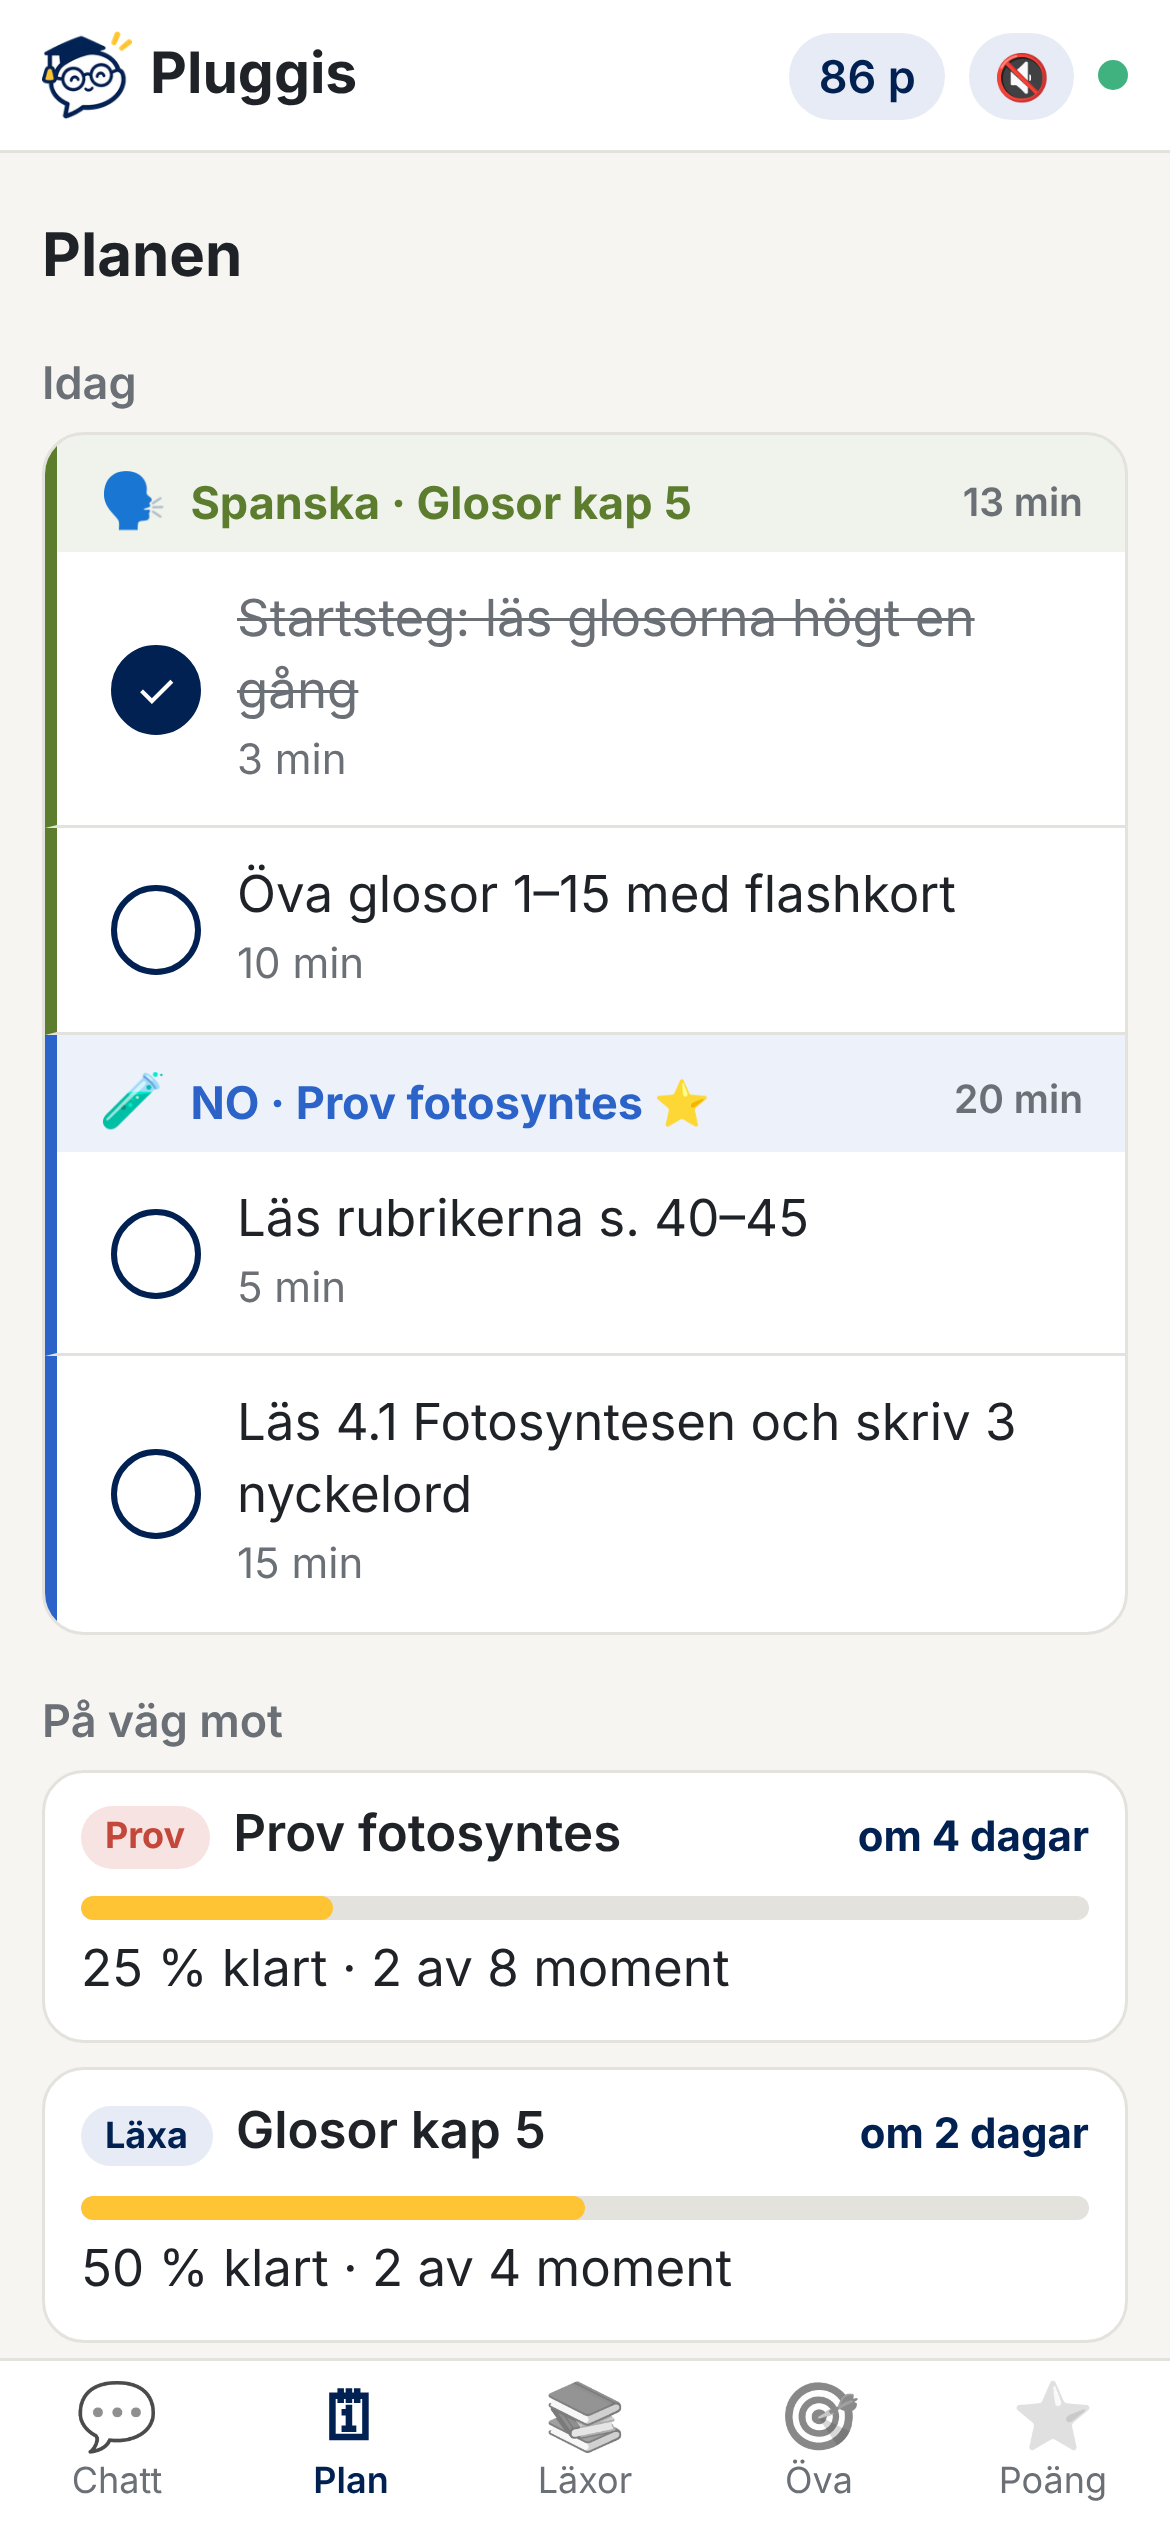 Pluggis
86 p
Planen
Idag
Spanska · Glosor kap 5
13 min
Startsteg: läs glosorna högt en
gång
3 min
Öva glosor 1–15 med flashkort
10 min
NO · Prov fotosyntes
20 min
Läs rubrikerna s. 40–45
5 min
Läs 4.1 Fotosyntesen och skriv 3
nyckelord
15 min
På väg mot
Prov
Prov fotosyntes
om 4 dagar
25 % klart · 2 av 8 moment
Läxa
Glosor kap 5
om 2 dagar
50 % klart · 2 av 4 moment
Chatt
Plan
Läxor
Öva
Poäng